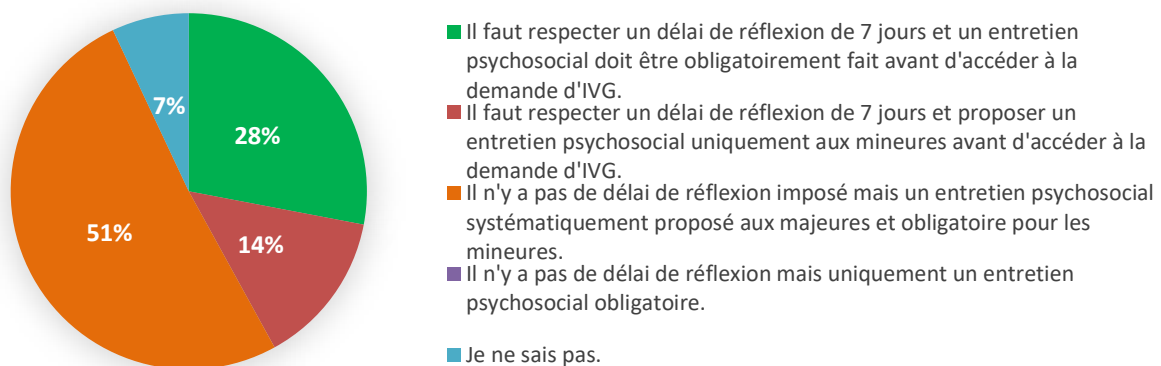 7%
28%
51%
14%
Il faut respecter un délai de réflexion de 7 jours et un entretien
psychosocial doit être obligatoirement fait avant d'accéder à la
demande d'IVG.
Il faut respecter un délai de réflexion de 7 jours et proposer un
entretien psychosocial uniquement aux mineures avant d'accéder à la
demande d'IVG.
Il n'y a pas de délai de réflexion imposé mais un entretien psychosocial
systématiquement proposé aux majeures et obligatoire pour les
mineures.
Il n'y a pas de délai de réflexion mais uniquement un entretien
psychosocial obligatoire.
Je ne sais pas.